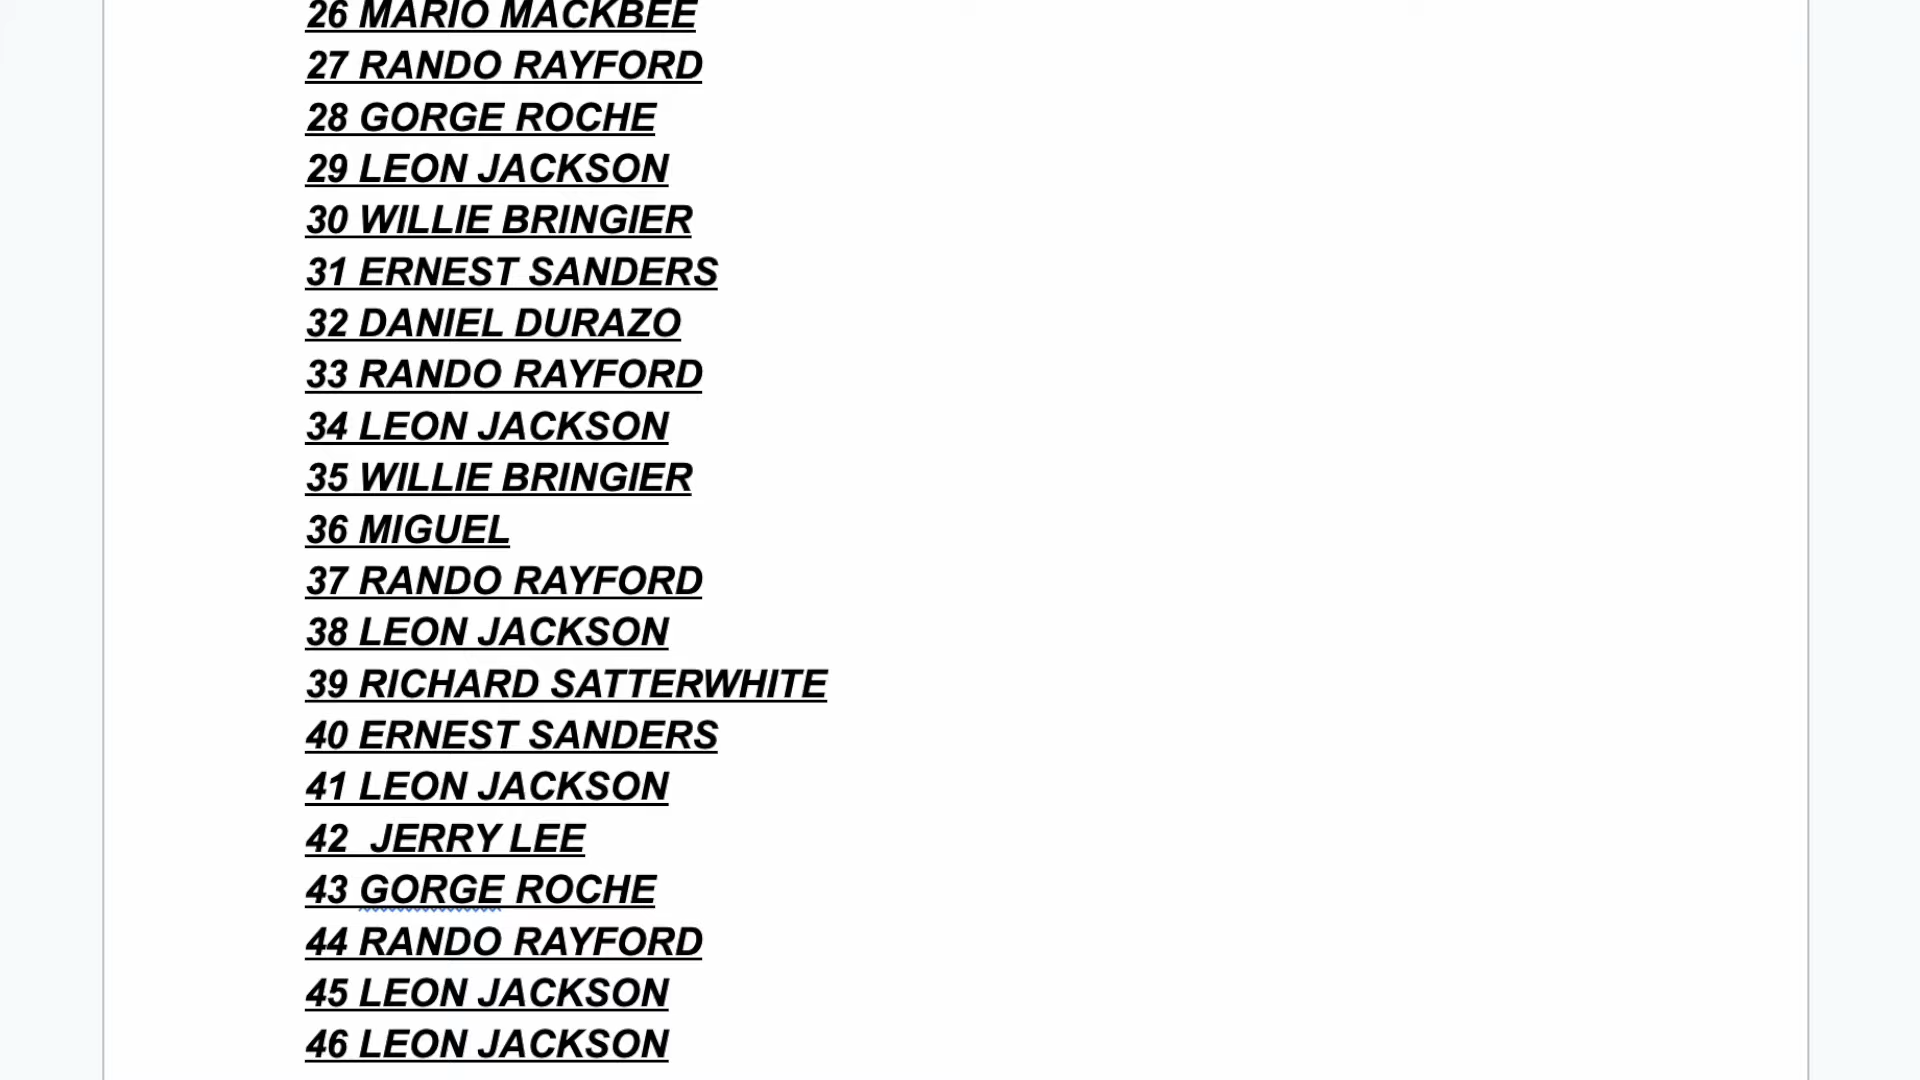 26 MARIO MACKBEE
27 RANDO RAYFORD
28 GORGE ROCHE
29 LEON JACKSON
30 WILLIE BRINGIER
31 ERNEST SANDERS
32 DANIEL DURAZO
33 RANDO RAYFORD
34 LEON JACKSON
35 WILLIE BRINGIER
36 MIGUEL
37 RANDO RAYFORD
38 LEON JACKSON
39 RICHARD SATTERWHITE
40 ERNEST SANDERS
41 LEON JACKSON
42  JERRY LEE
43 GORGE ROCHE
44 RANDO RAYFORD
45 LEON JACKSON
46 LEON JACKSON